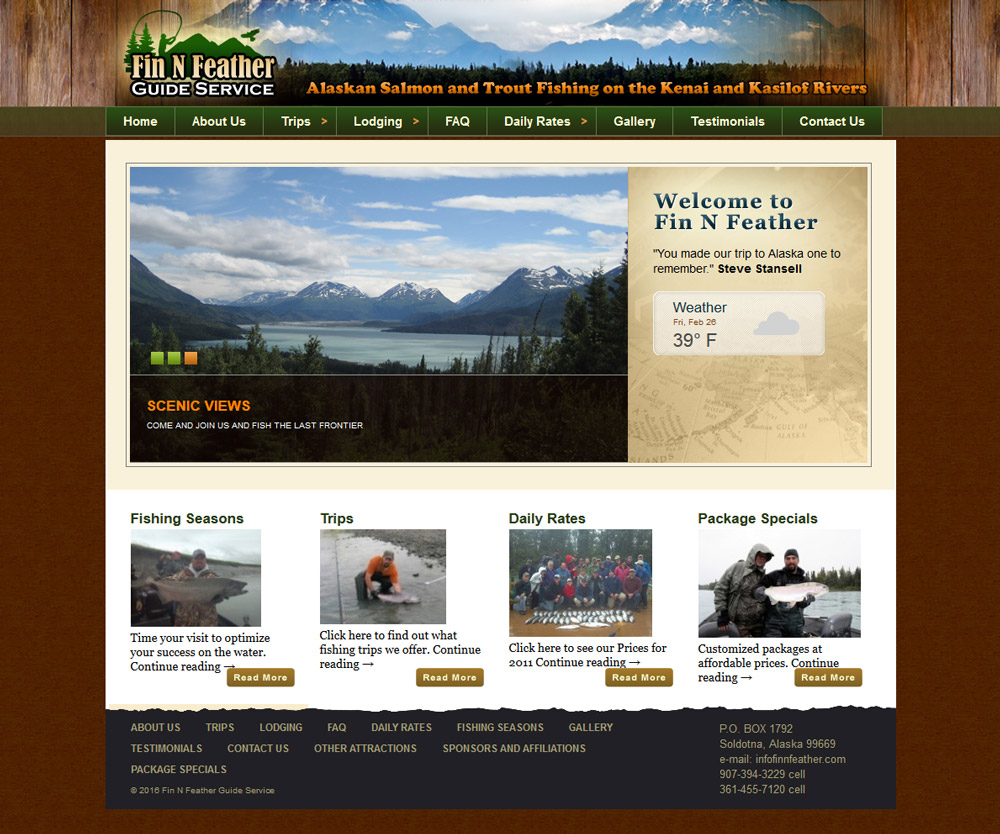 Fin N Feather
GUIDE SERVICE
Alaskan Salmon and Trout Fishing on the Kenai and Kasilof Rivers
Home About Us Trips > Lodging > FAQ Daily Rates > Gallery Testimonials Contact Us
Welcome to
Fin N Feather
"You made our trip to Alaska one to
remember." Steve Stansell
Weather
Fri, Feb 26
39° F
GULF OF
ALASKA
SCENIC VIEWS
COME AND JOIN US AND FISH THE LAST FRONTIER
Fishing Seasons
Time your visit to optimize
your success on the water.
Continue reading →
Read More
Trips
Click here to find out what
fishing trips we offer. Continue
reading →
Read More
Daily Rates
Click here to see our Prices for
2011 Continue reading →
Read More
Package Specials
Customized packages at
affordable prices. Continue
reading →
Read More
ABOUT US TRIPS LODGING FAQ DAILY RATES FISHING SEASONS GALLERY
TESTIMONIALS CONTACT US OTHER ATTRACTIONS SPONSORS AND AFFILIATIONS
PACKAGE SPECIALS
© 2016 Fin N Feather Guide Service
P.O. BOX 1792
Soldotna, Alaska 99669
e-mail: infofinnfeather.com
907-394-3229 cell
361-455-7120 cell